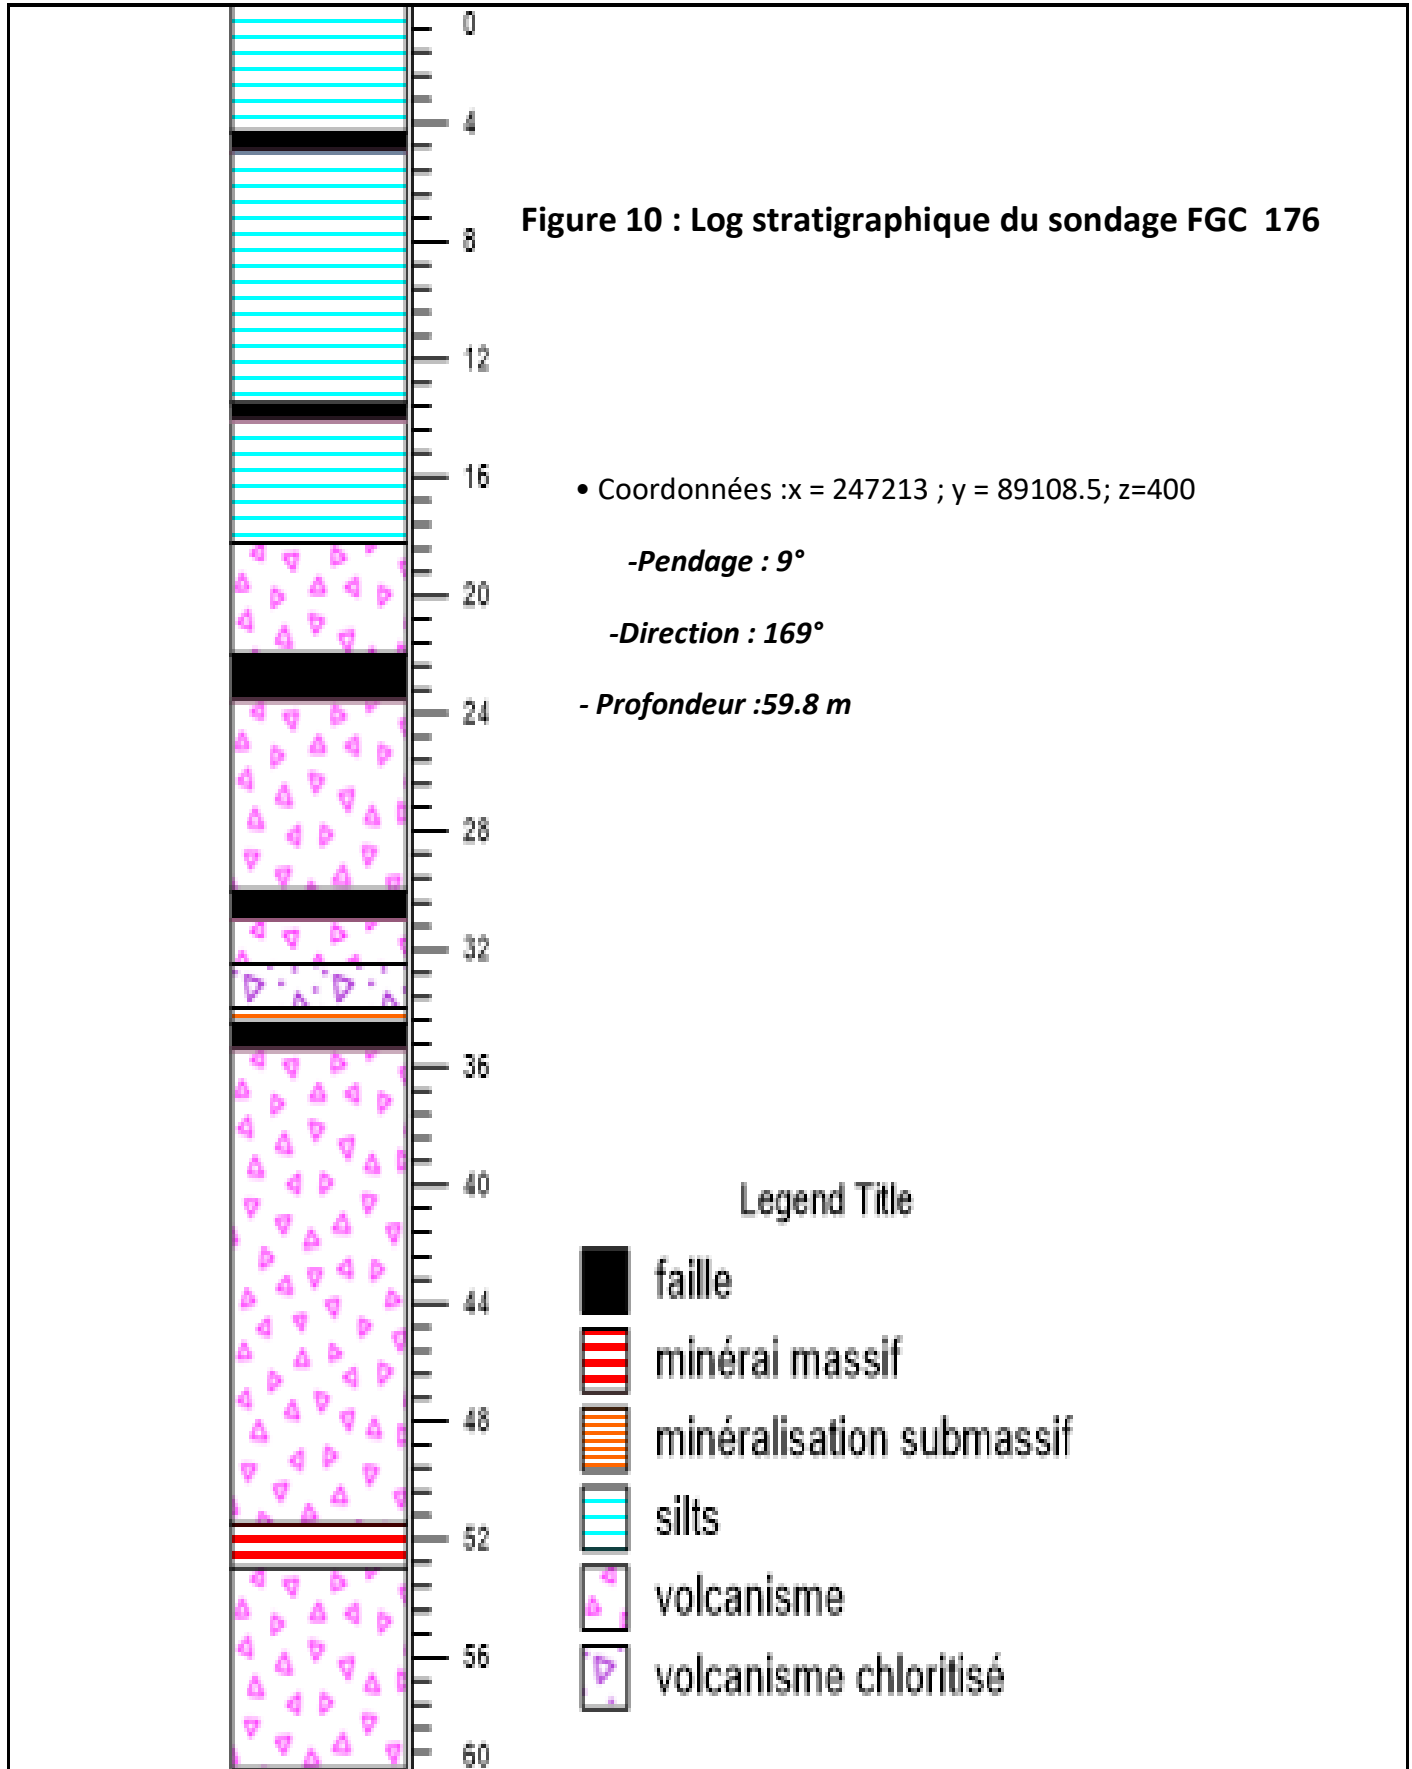 0
4
8
12
16
20
24
28
32
36
40
44
48
52
56
60
Figure 10 : Log stratigraphique du sondage FGC 176
• Coordonnées :x = 247213 ; y = 89108.5; z=400
-Pendage : 9°
-Direction : 169°
- Profondeur :59.8 m
Legend Title
faille
minérai massif
minéralisation submassif
silts
volcanisme
volcanisme chloritisé